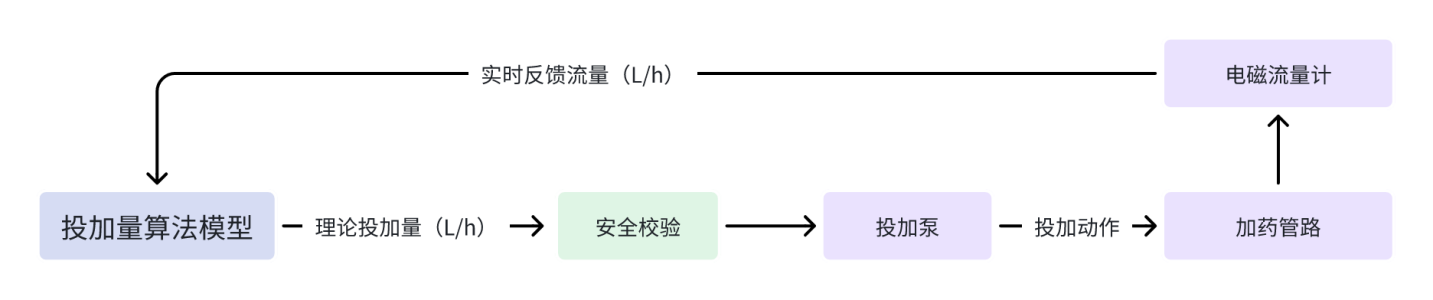 实时反馈流量（L/h）
电磁流量计
投加量算法模型
理论投加量（L/h）
安全校验
投加泵
投加动作
加药管路